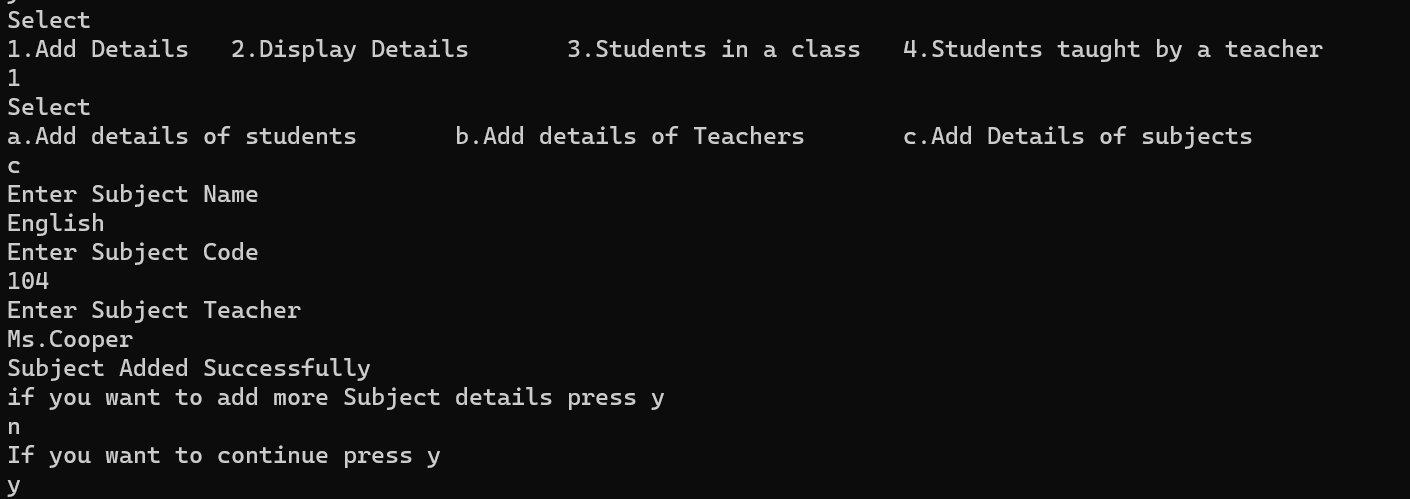 Select
1.Add Details   2.Display Details       3.Students in a class   4.Students taught by a teacher
1
Select
a.Add details of students       b.Add details of Teachers       c.Add Details of subjects
c
Enter Subject Name
English
Enter Subject Code
104
Enter Subject Teacher
Ms.Cooper
Subject Added Successfully
if you want to add more Subject details press y
n
If you want to continue press y
y